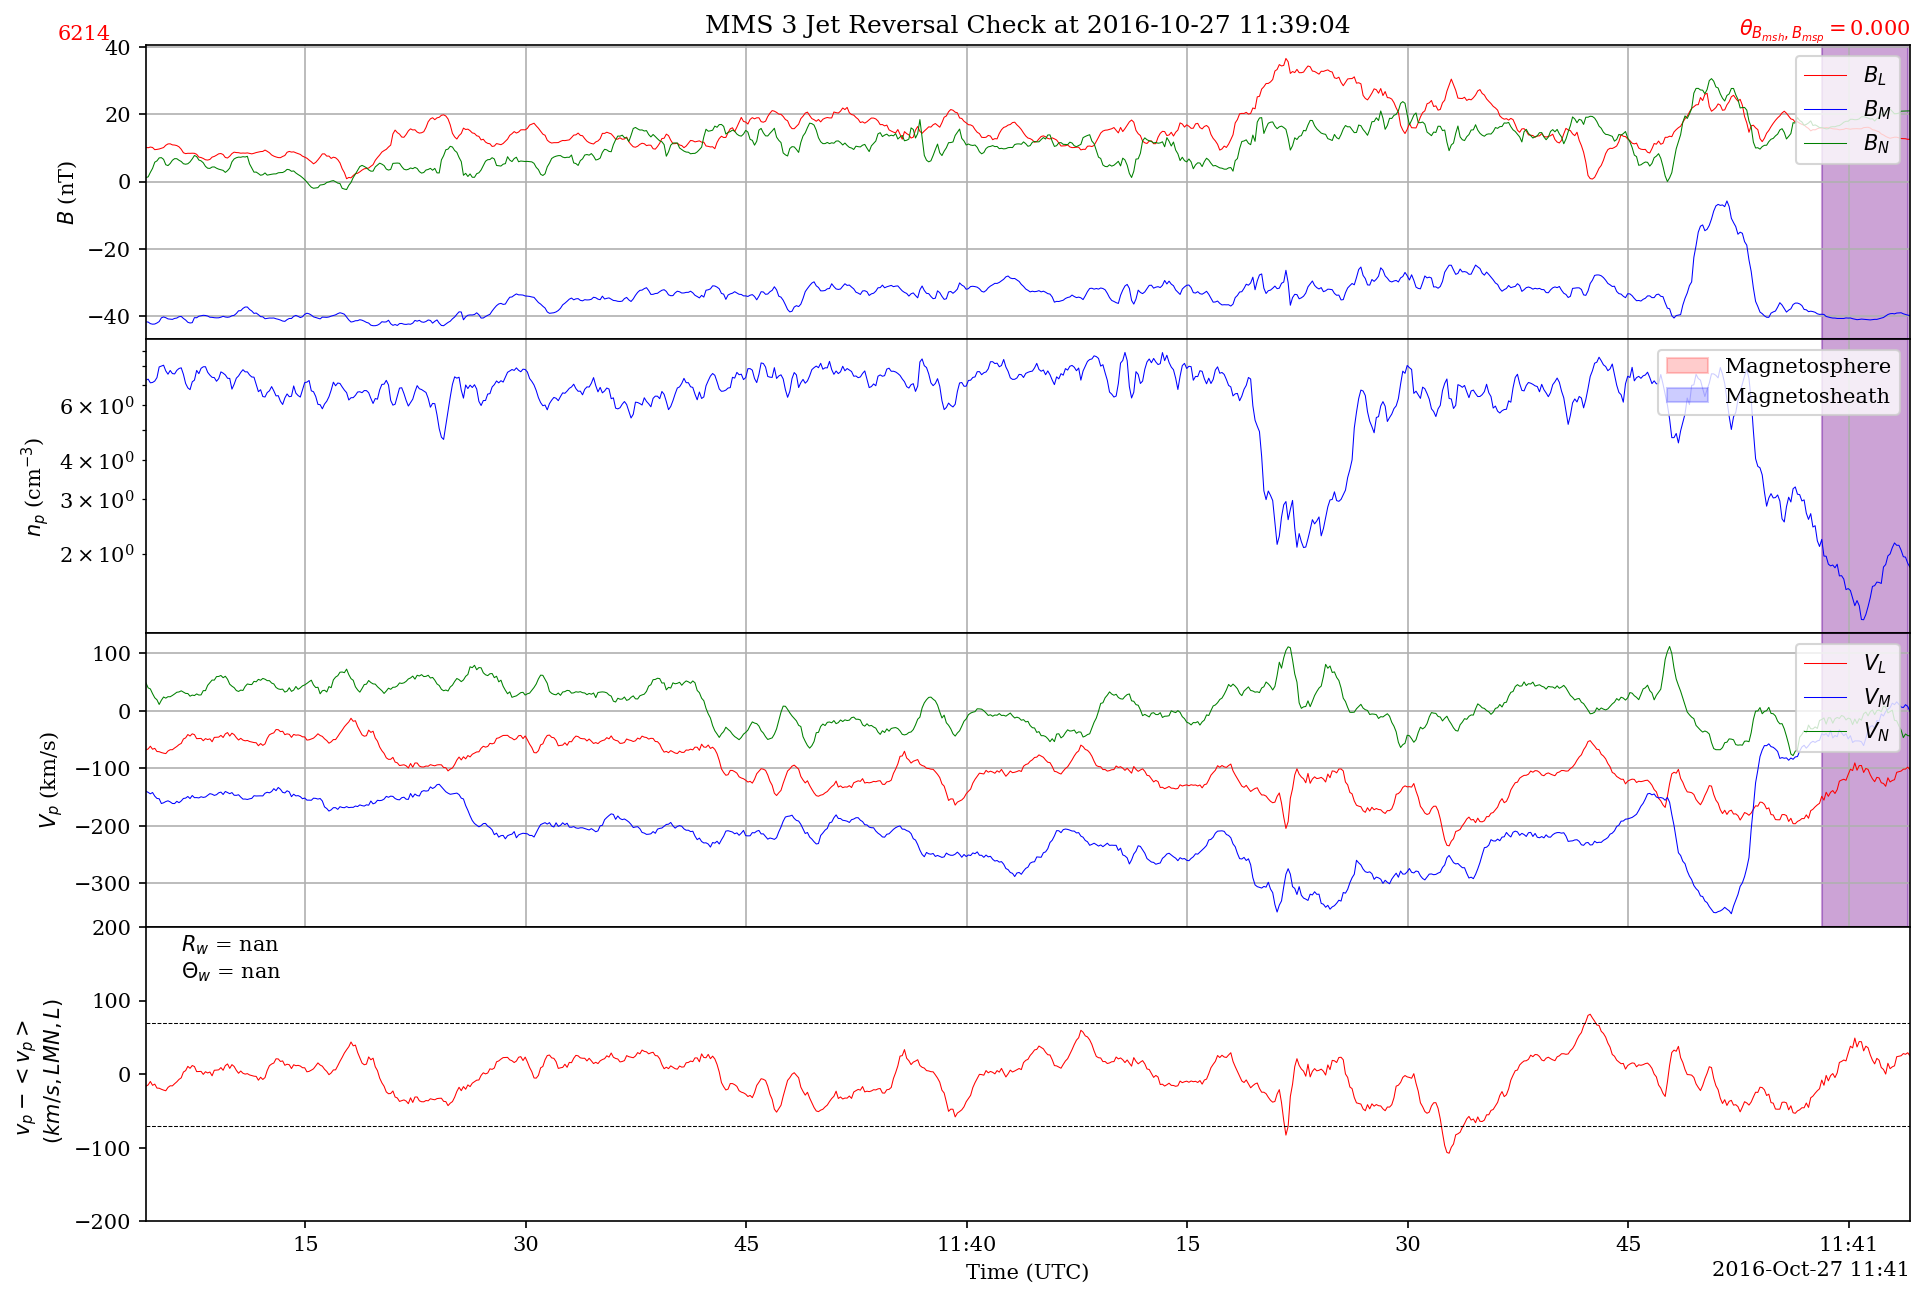 6214
MMS 3 Jet Reversal Check at 2016-10-27 11:39:04
θ_{B_{msh}, B_{msp}} = 0.000
40
20
0
−20
−40
B (nT)
B_L
B_M
B_N
6 × 10⁰
4 × 10⁰
3 × 10⁰
2 × 10⁰
n_p (cm⁻³)
Magnetosphere
Magnetosheath
100
0
−100
−200
−300
V_p (km/s)
V_L
V_M
V_N
200
100
0
−100
−200
v_p − < v_p >
(km/s, LMN, L)
R_w = nan
Θ_w = nan
15 30 45 11:40 15 30 45 11:41
Time (UTC)
2016-Oct-27 11:41